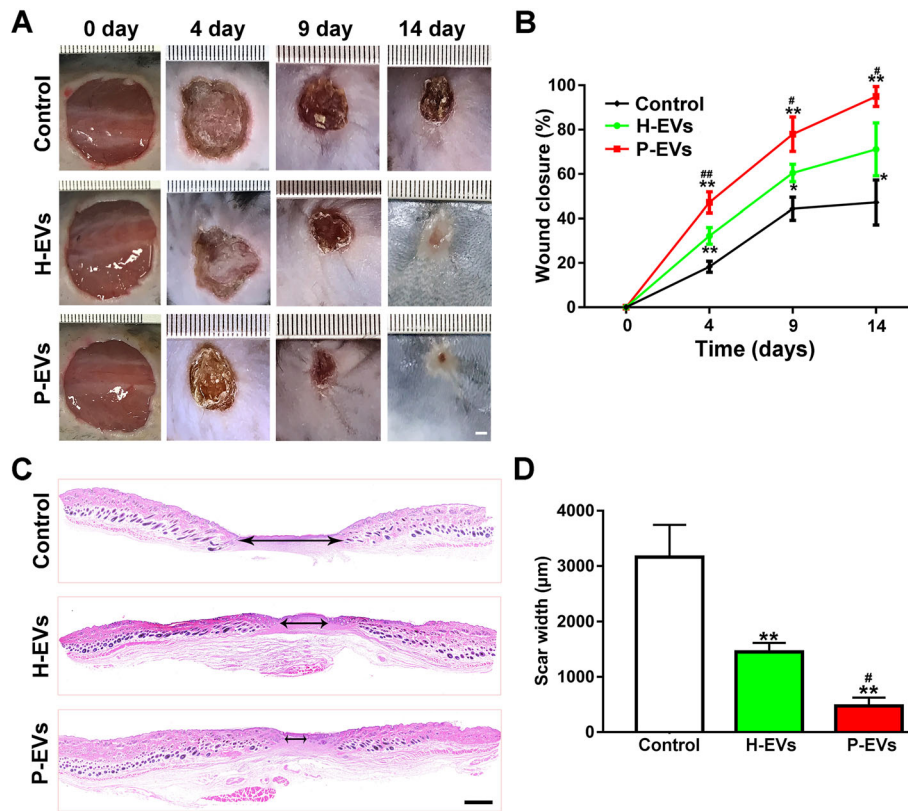 A
0 day 4 day 9 day 14 day
Control
H-EVs
P-EVs
B
Wound closure (%)
100
80
60
40
20
0
Control
H-EVs
P-EVs
##
**
**
#
**
*
#
**
*
0 4 9 14
Time (days)
C
Control
H-EVs
P-EVs
D
Scar width (µm)
4000
3000
2000
1000
0
**
#
**
Control H-EVs P-EVs